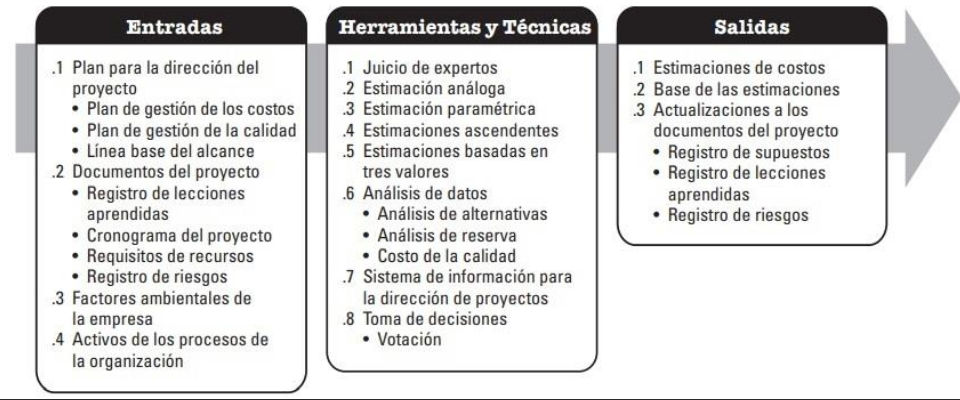 Entradas
.1 Plan para la dirección del
proyecto
• Plan de gestión de los costos
• Plan de gestión de la calidad
• Línea base del alcance
.2 Documentos del proyecto
• Registro de lecciones
aprendidas
• Cronograma del proyecto
• Requisitos de recursos
• Registro de riesgos
.3 Factores ambientales de
la empresa
.4 Activos de los procesos de
la organización
Herramientas y Técnicas
.1 Juicio de expertos
.2 Estimación análoga
.3 Estimación paramétrica
.4 Estimaciones ascendentes
.5 Estimaciones basadas en
tres valores
.6 Análisis de datos
• Análisis de alternativas
• Análisis de reserva
• Costo de la calidad
.7 Sistema de información para
la dirección de proyectos
.8 Toma de decisiones
• Votación
Salidas
.1 Estimaciones de costos
.2 Base de las estimaciones
.3 Actualizaciones a los
documentos del proyecto
• Registro de supuestos
• Registro de lecciones
aprendidas
• Registro de riesgos